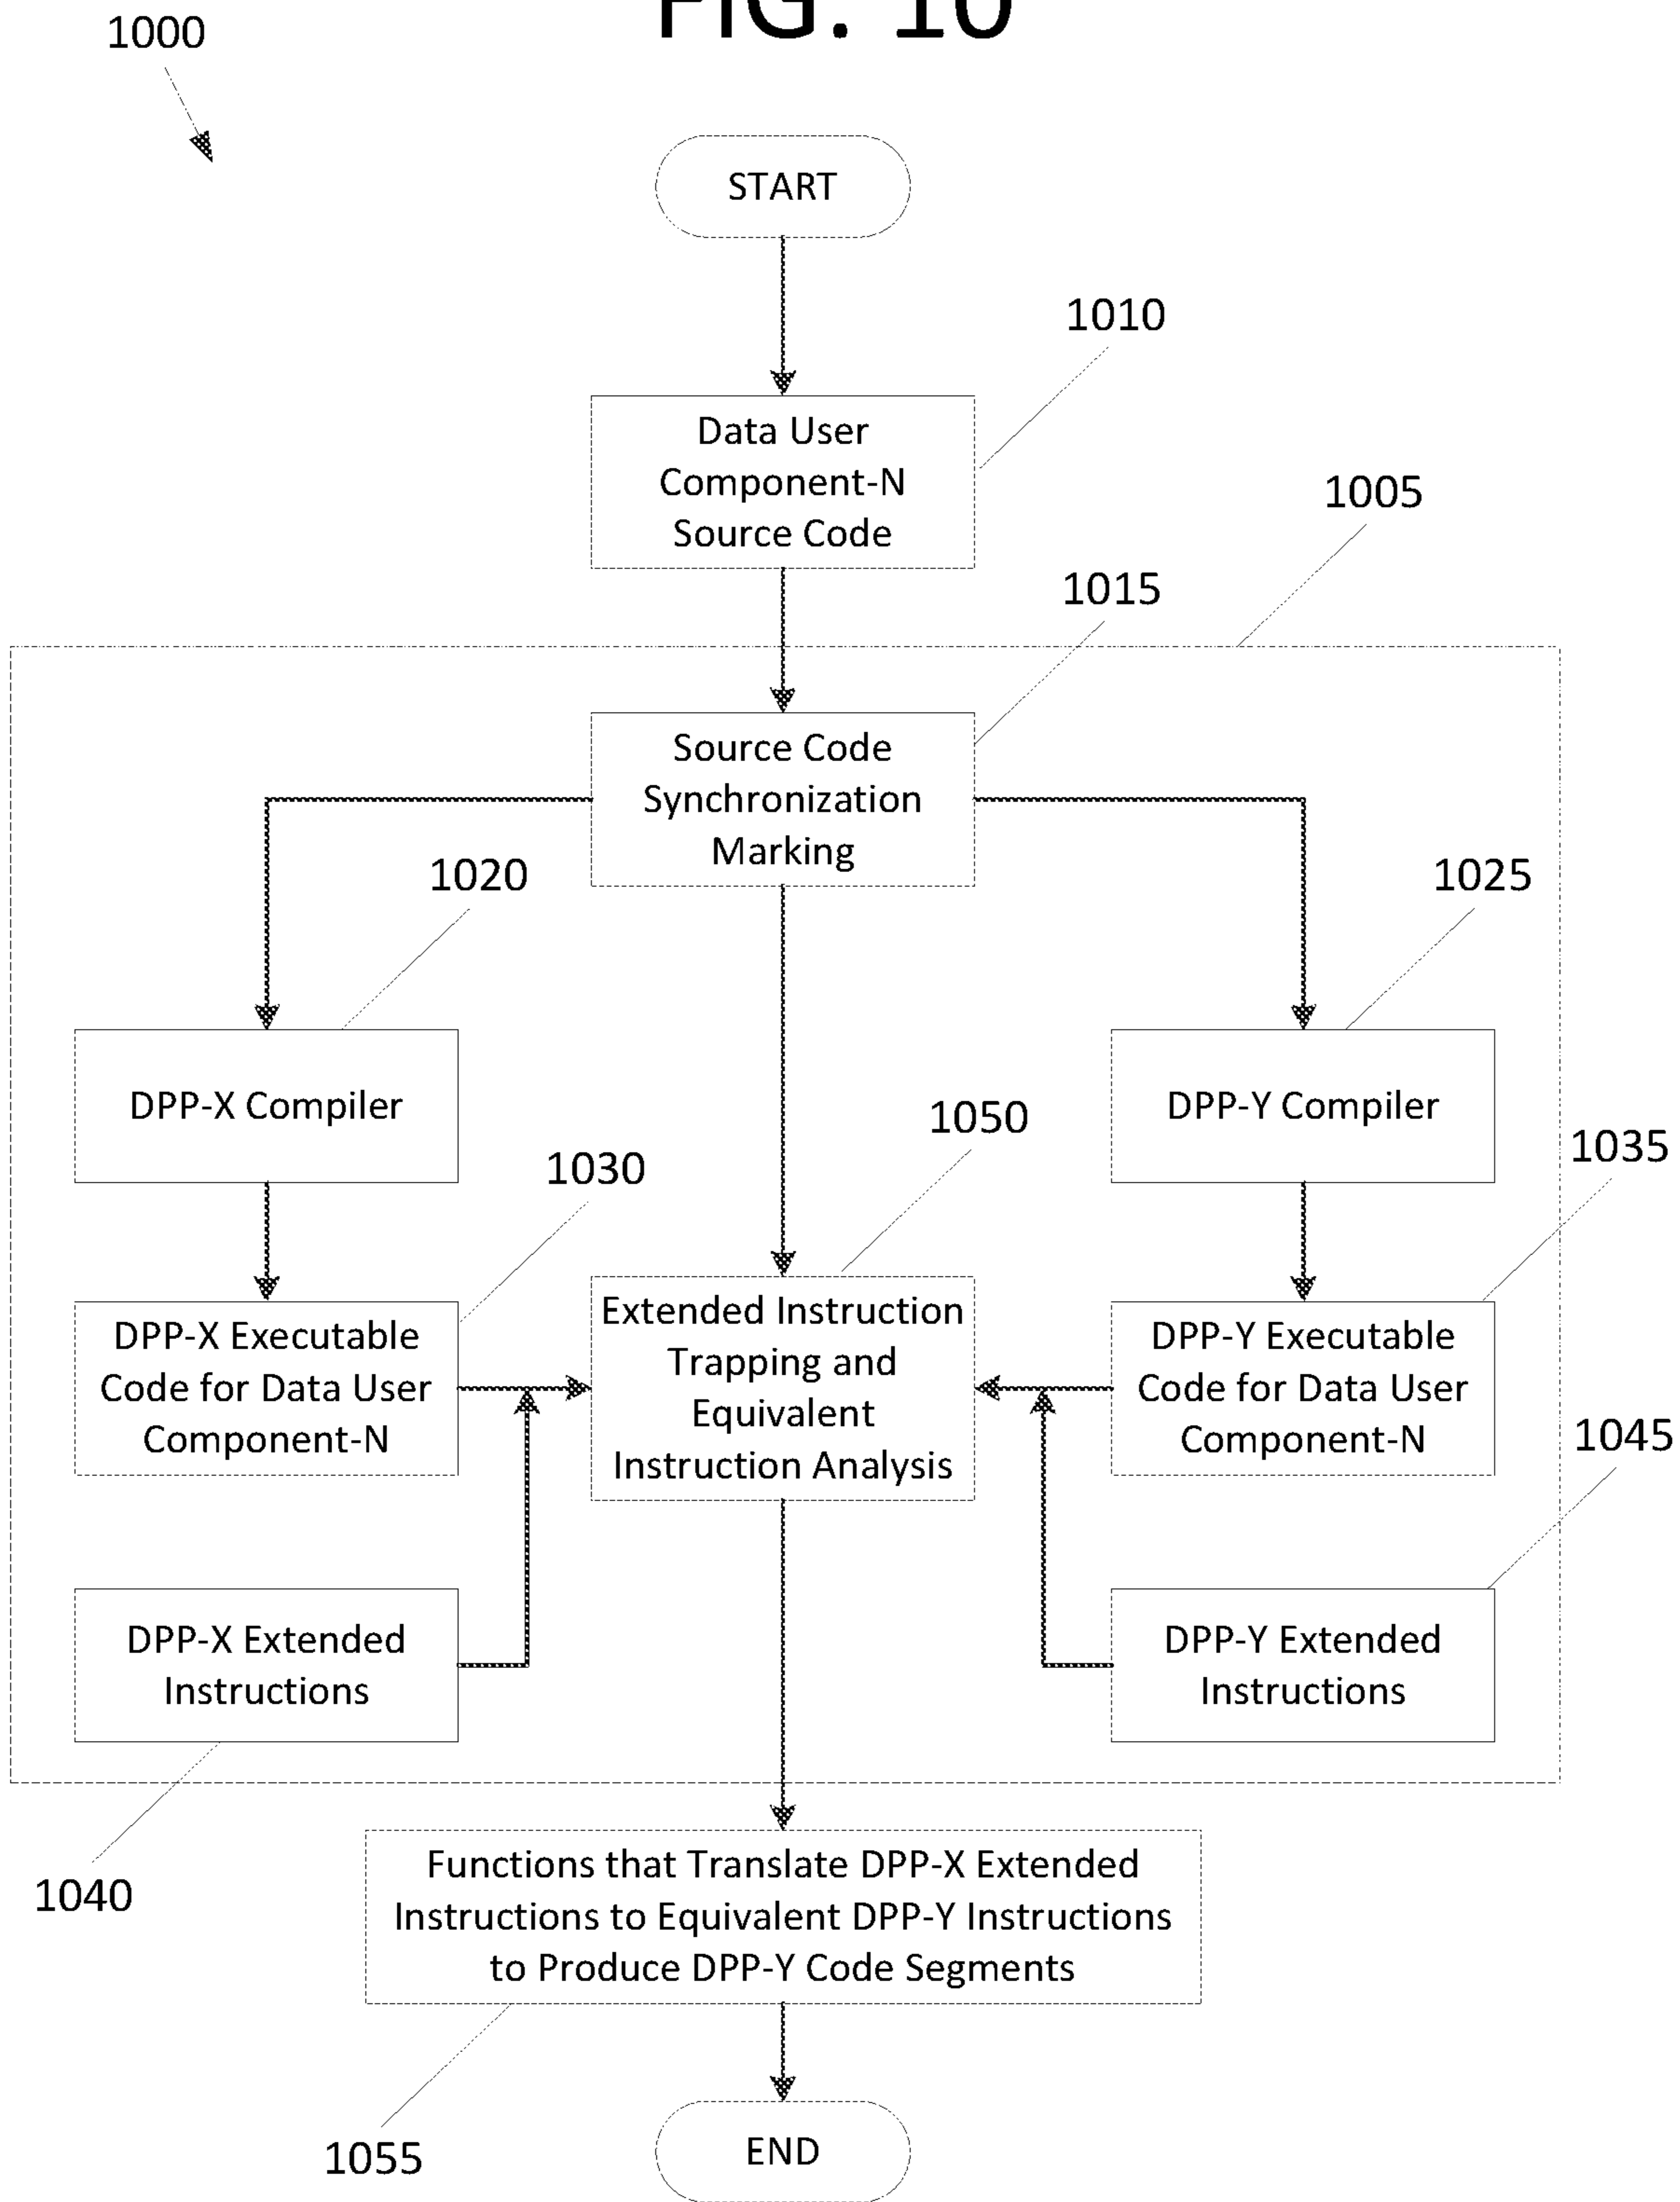 FIG. 10
1000
START
1010
Data User
Component-N
Source Code
1005
1015
Source Code
Synchronization
Marking
1020
1025
DPP-X Compiler
DPP-Y Compiler
1050
1030
1035
DPP-X Executable
Code for Data User
Component-N
Extended Instruction
Trapping and
Equivalent
Instruction Analysis
DPP-Y Executable
Code for Data User
Component-N
1045
DPP-X Extended
Instructions
DPP-Y Extended
Instructions
1040
Functions that Translate DPP-X Extended
Instructions to Equivalent DPP-Y Instructions
to Produce DPP-Y Code Segments
1055
END